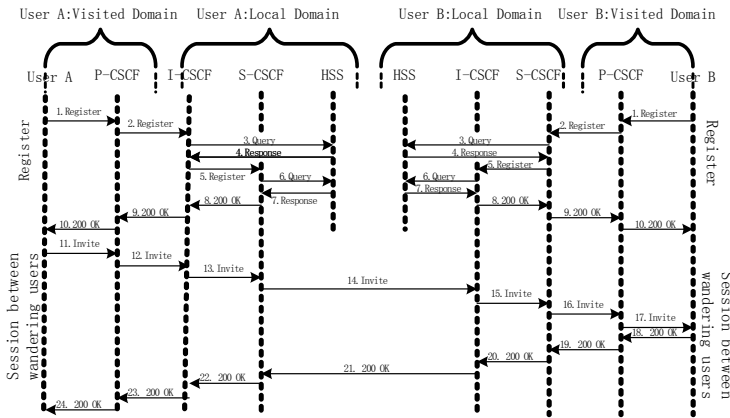 User A:Visited Domain
User A:Local Domain
User B:Local Domain
User B:Visited Domain
User A
P-CSCF
I-CSCF
S-CSCF
HSS
HSS
I-CSCF
S-CSCF
P-CSCF
User B
Register
Register
1.Register
2.Register
3.Query
4.Response
5.Register
6.Query
7.Response
8.200 OK
9.200 OK
10.200 OK
1.Register
2.Register
3.Query
4.Response
5.Register
6.Query
7.Response
8.200 OK
9.200 OK
10.200 OK
Session between
wandering users
11.Invite
12.Invite
13.Invite
14.Invite
15.Invite
16.Invite
17.Invite
18. 200 OK
19. 200 OK
20. 200 OK
21. 200 OK
22. 200 OK
23. 200 OK
24. 200 OK
Session between
wandering users